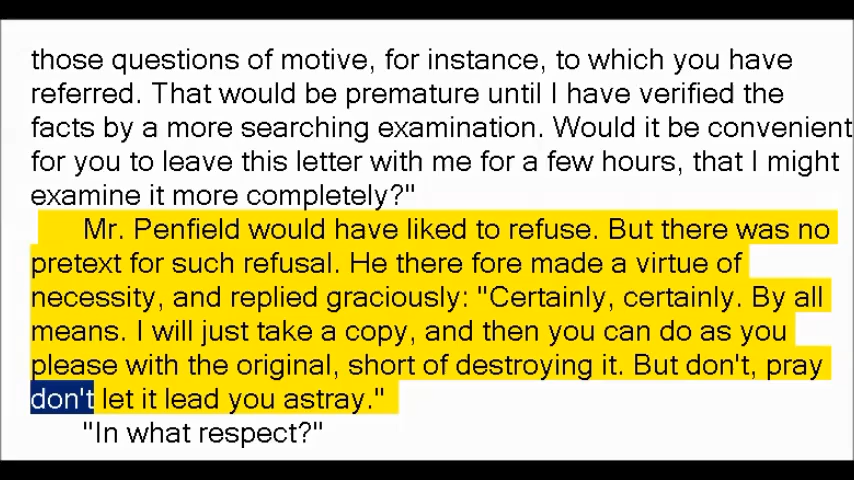 those questions of motive, for instance, to which you have
referred. That would be premature until I have verified the
facts by a more searching examination. Would it be convenient
for you to leave this letter with me for a few hours, that I might
examine it more completely?"
Mr. Penfield would have liked to refuse. But there was no
pretext for such refusal. He there fore made a virtue of
necessity, and replied graciously: "Certainly, certainly. By all
means. I will just take a copy, and then you can do as you
please with the original, short of destroying it. But don't, pray
don't let it lead you astray."
"In what respect?"